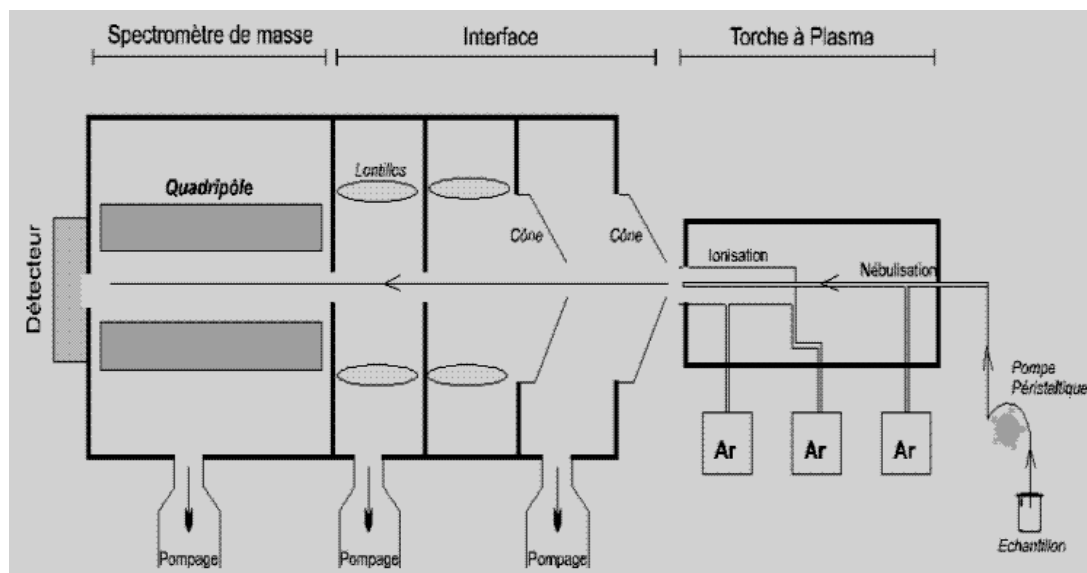 Spectromètre de masse
Interface
Torche à Plasma
Quadripôle
Lentilles
Cône
Cône
Ionisation
Nébulisation
Détecteur
Pompe
Péristaltique
Ar
Ar
Ar
Pompage
Pompage
Pompage
Echantillon